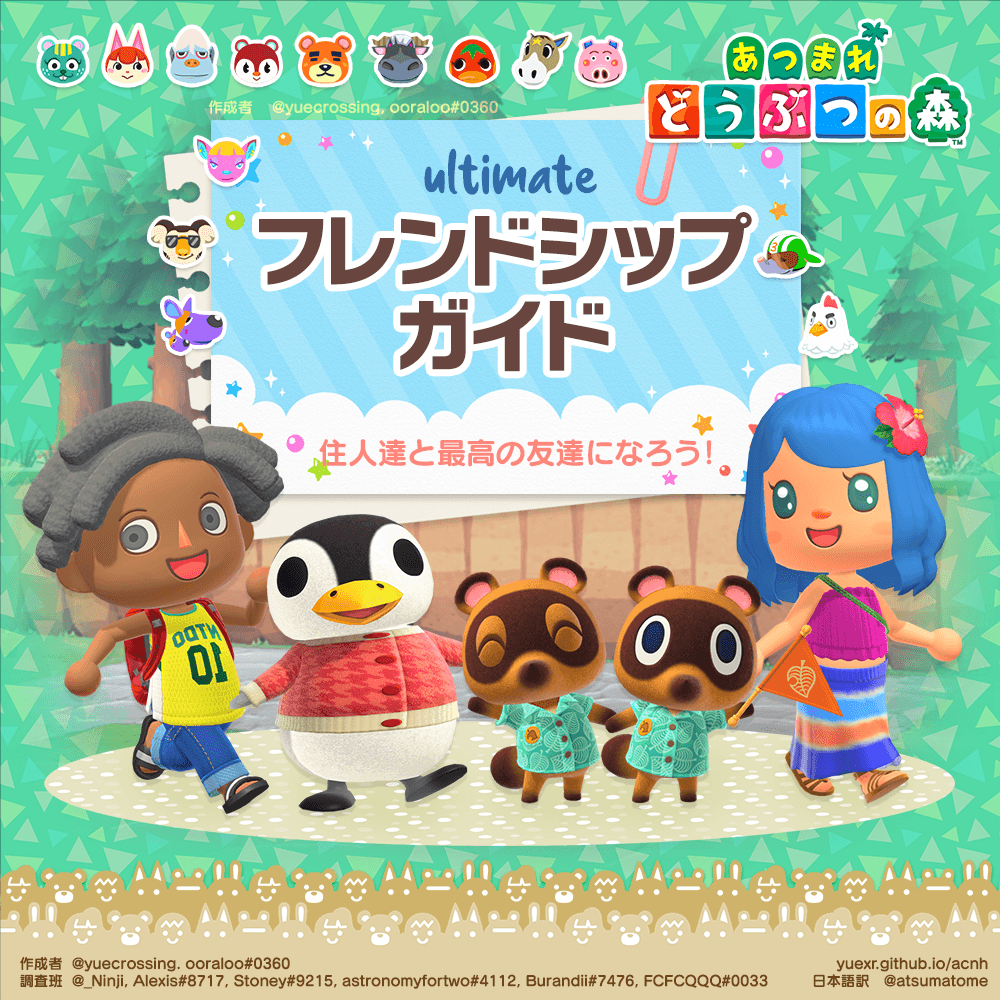 作成者 @yuecrossing, ooraloo#0360
あつまれ
どうぶつの森
TM
ultimate
フレンドシップ
ガイド
3
住人達と最高の友達になろう!
NTDO
01
作成者 @yuecrossing. ooraloo#0360
調査班 @_Ninji, Alexis#8717, Stoney#9215, astronomyfortwo#4112, Burandii#7476, FCFCQQQ#0033
yuexr.github.io/acnh
日本語訳 @atsumatome